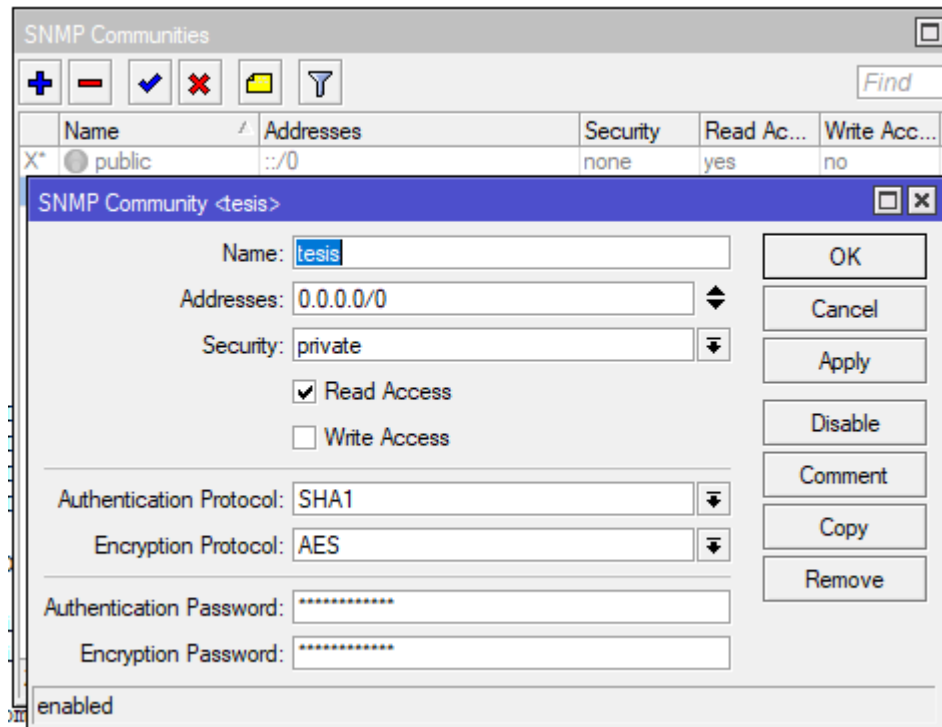 SNMP Communities
Find
Name Addresses Security Read Ac... Write Acc...
X* public ::/0 none yes no
SNMP Community <tesis>
Name: tesis
OK
Addresses: 0.0.0.0/0
Cancel
Security: private
Apply
Read Access
Write Access
Disable
Comment
Authentication Protocol: SHA1
Copy
Encryption Protocol: AES
Remove
Authentication Password: ************
Encryption Password: ************
enabled